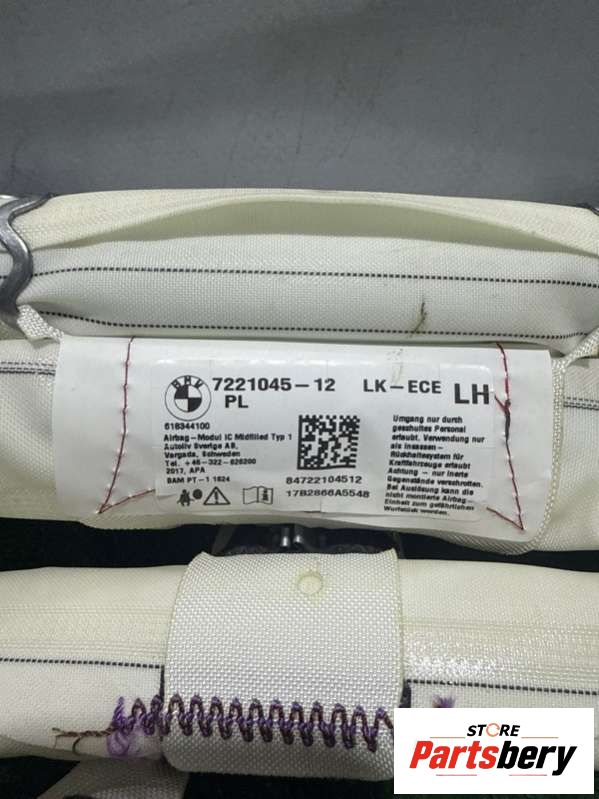 BMW
7221045-12 LK-ECE LH
PL
618344100
Airbag-Modul IC Midfilled Typ 1
Autoliv Sverige AB,
Vargada, Schweden
Tel. +46-322-626200
2017, APA
BAM PT-1 1624
84722104512
17B2866A5548
Umgang nur durch
geschultes Personal
erlaubt. Verwendung nur
als Insassen-
Rückhaltesystem für
Kraftfahrzeuge erlaubt
Achtung - nur inerte
Gegenstände verschrotten.
Bei Auslösung kann die
nicht montierte Airbag-
Einheit zum gefährlichen
Wurfstück werden.
STORE
Partsbery